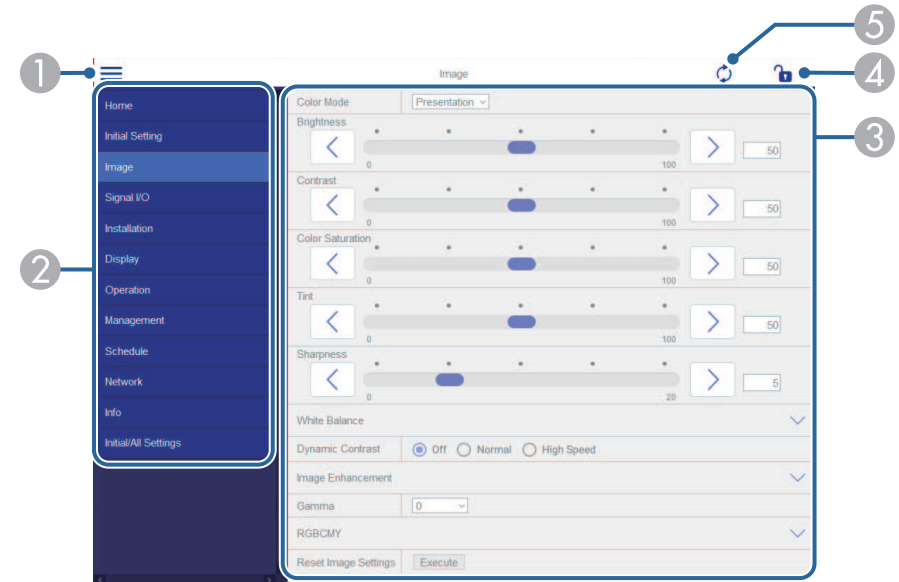 5
1
Image
4
Home
Initial Setting
Image
Signal I/O
Installation
Display
Operation
Management
Schedule
Network
Info
Initial/All Settings
2
3
Color Mode Presentation
Brightness
50
0 100
Contrast
50
0 100
Color Saturation
50
0 100
Tint
50
0 100
Sharpness
5
0 20
White Balance
Dynamic Contrast Off Normal High Speed
Image Enhancement
Gamma 0
RGBCMY
Reset Image Settings Execute